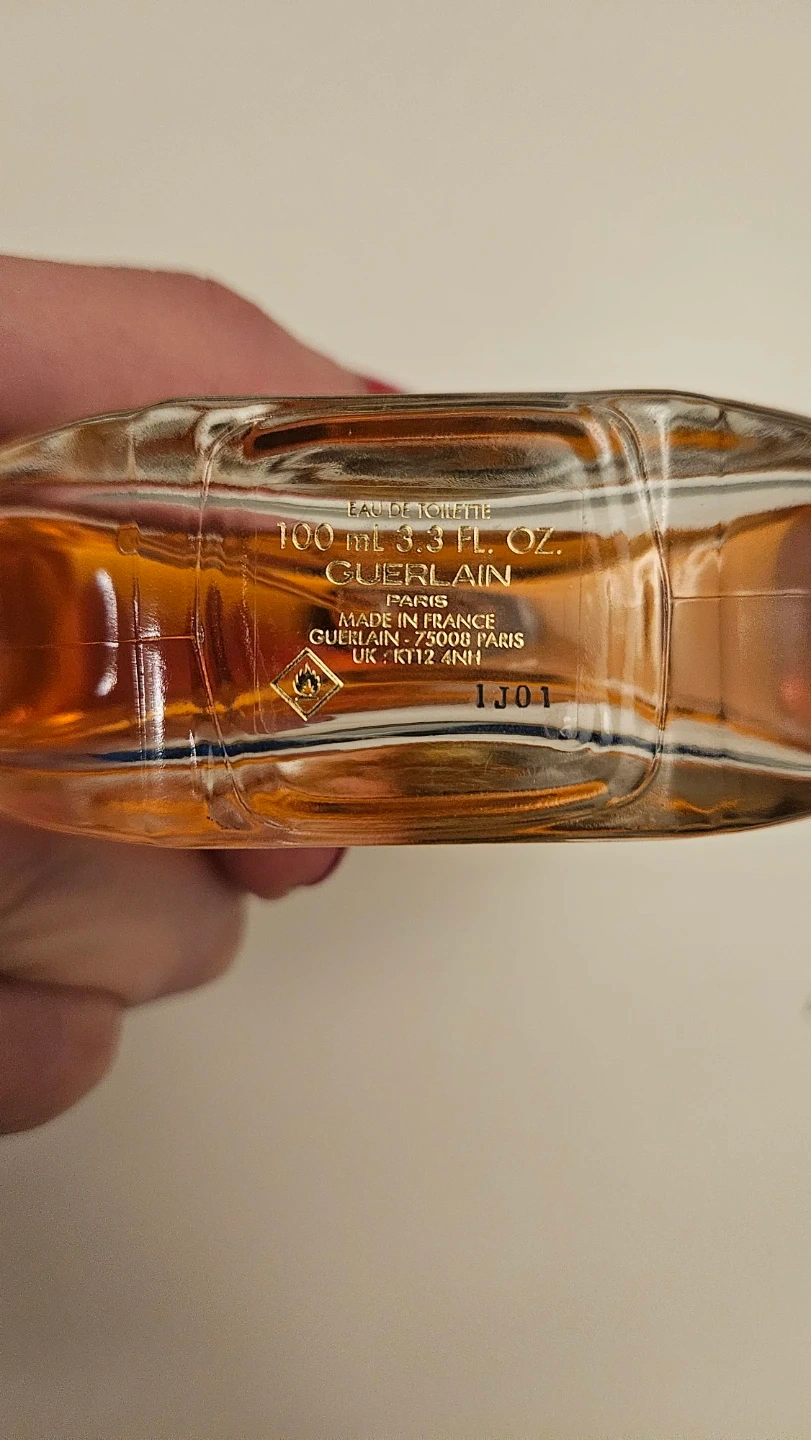 EAU DE TOILETTE
100 mL 3.3 FL. OZ.
GUERLAIN
PARIS
MADE IN FRANCE
GUERLAIN - 75008 PARIS
UK : KT12 4NH
1J01